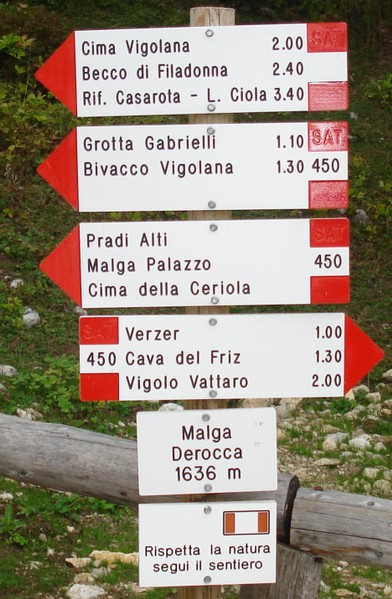 Cima Vigolana 2.00 SAT
Becco di Filadonna 2.40
Rif. Casarota - L. Ciola 3.40
Grotta Gabrielli 1.10 SAT
Bivacco Vigolana 1.30 450
Pradi Alti SAT
Malga Palazzo 450
Cima della Ceriola
SAT Verzer 1.00
450 Cava del Friz 1.30
Vigolo Vattaro 2.00
Malga
Derocca
1636 m
Rispetta la natura
segui il sentiero